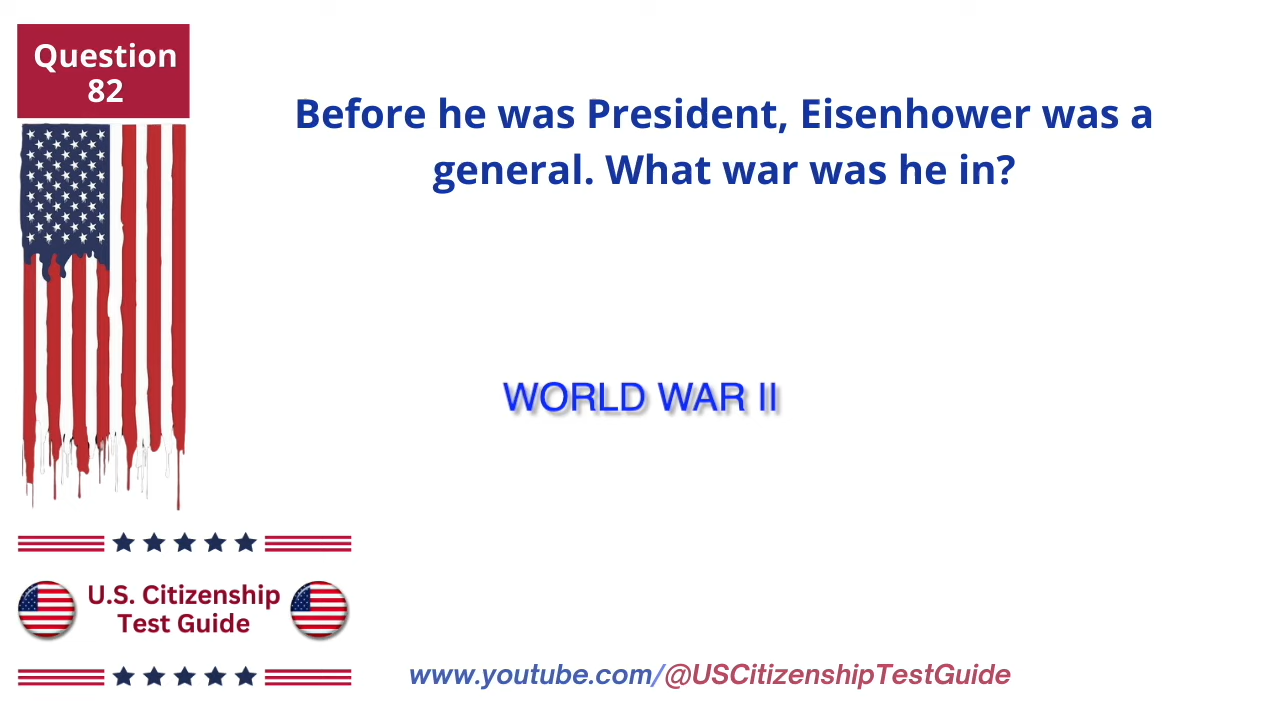 Question
82
Before he was President, Eisenhower was a
general. What war was he in?
WORLD WAR II
U.S. Citizenship
Test Guide
www.youtube.com/@USCitizenshipTestGuide